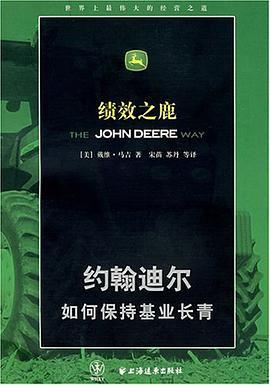 世界上最伟大的经营之道
绩效之鹿
THE JOHN DEERE WAY
[美] 戴维·马吉 著 宋苗 苏丹 等译
约翰迪尔
如何保持基业长青
WILEY
上海远东出版社